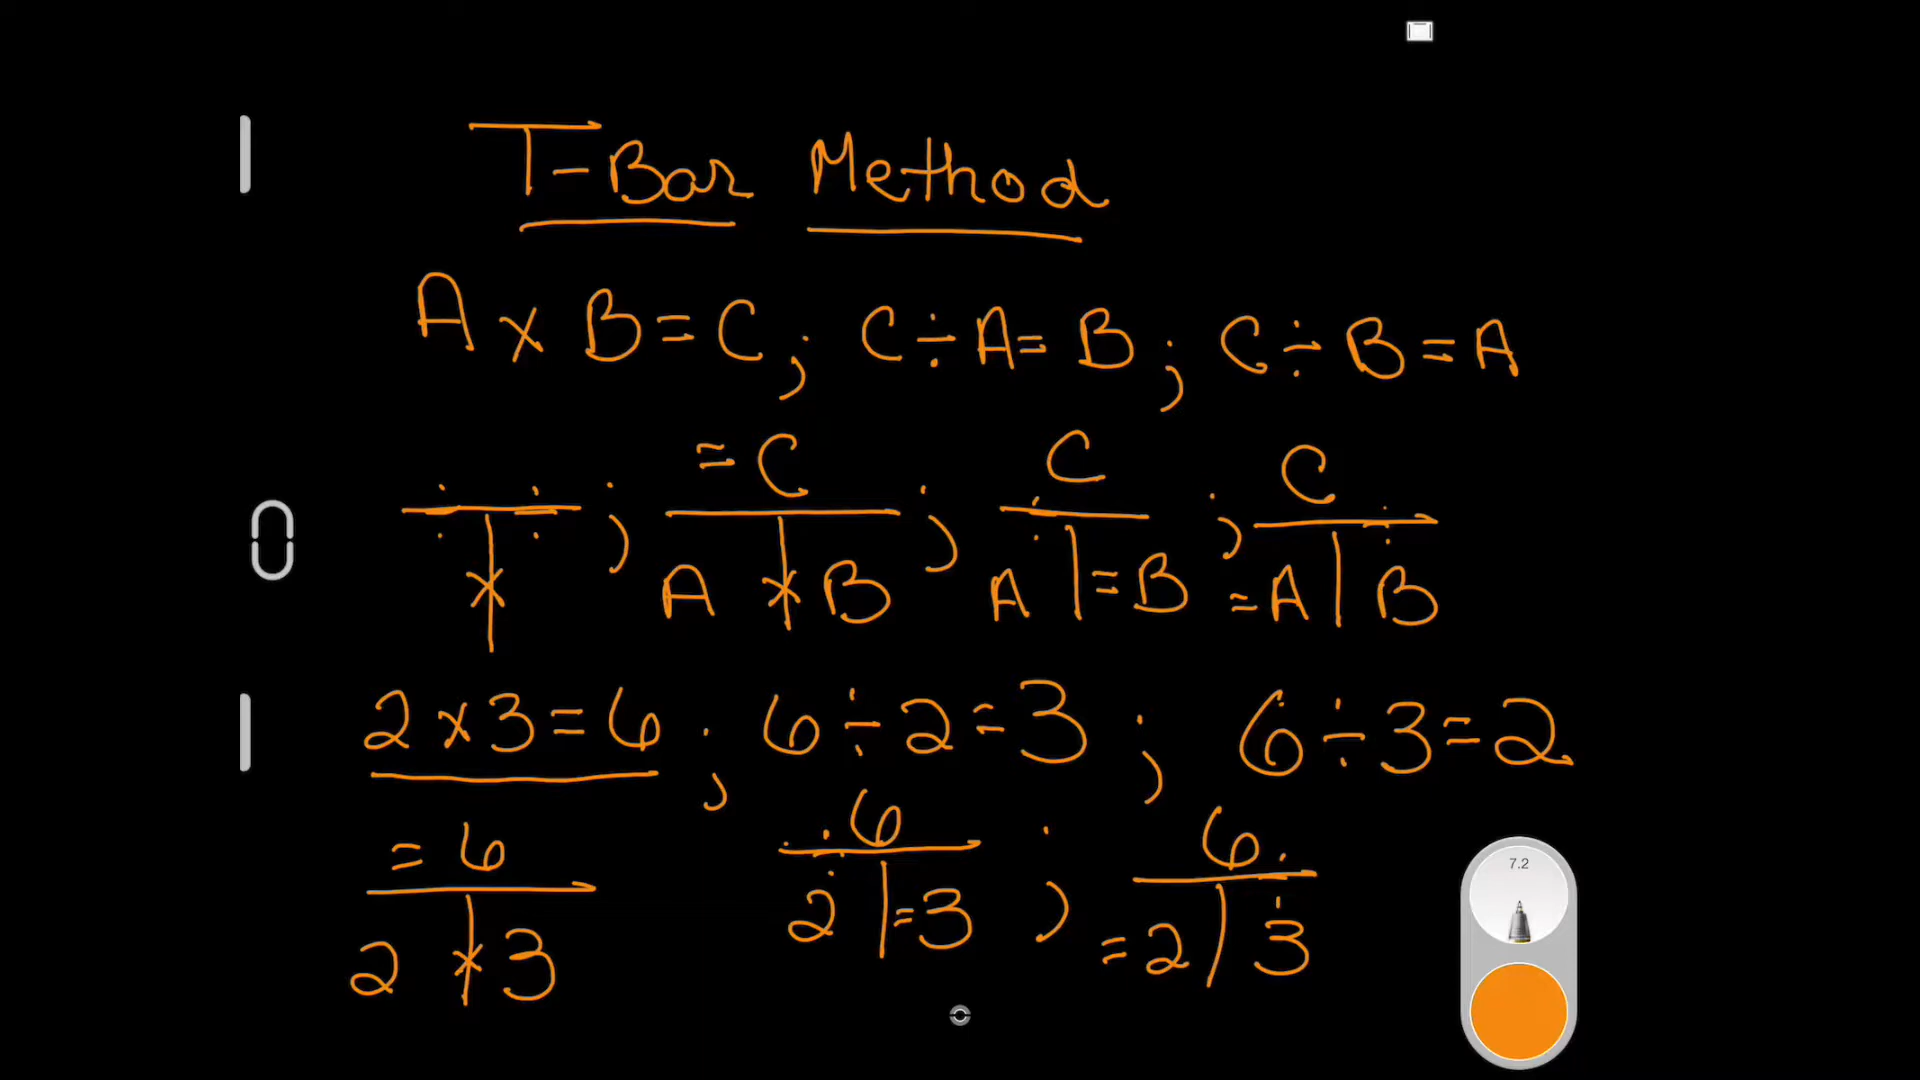 T-Bar Method
A × B = C ; C ÷ A = B ; C ÷ B = A
= C C C
÷ ÷ ; ; ÷ ; ÷
* A * B A | = B = A | B
2 × 3 = 6 ; 6 ÷ 2 = 3 ; 6 ÷ 3 = 2
= 6 6 ; 6
2 * 3 ÷ 2 | = 3 = 2 | ÷ 3
7.2